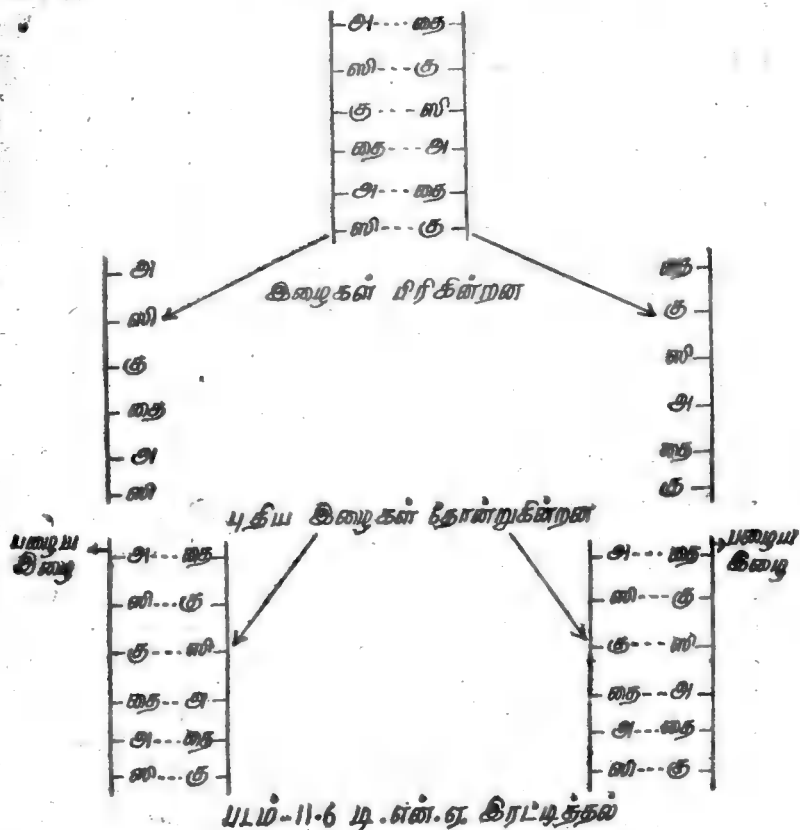 அ----தை
ஸி---கு
கு----ஸி
தை----அ
அ----தை
ஸி---கு
இழைகள் பிரிகின்றன
அ
ஸி
கு
தை
அ
ஸி
தை
கு
ஸி
அ
தை
கு
புதிய இழைகள் தோன்றுகின்றன
பழைய
இழை
அ---தை
ஸி---கு
கு---ஸி
தை--அ
அ---தை
ஸி---கு
அ----தை
ஸி----கு
கு---ஸி
தை---அ
அ----தை
ஸி---கு
பழைய
இழை
படம்-11.6 டி.என்.ஏ இரட்டித்தல்